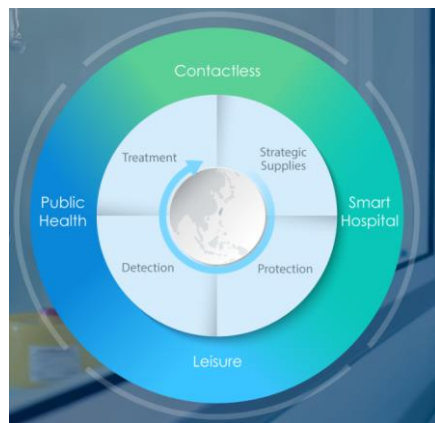 Contactless
Treatment
Strategic
Supplies
Public
Health
Smart
Hospital
Detection
Protection
Leisure